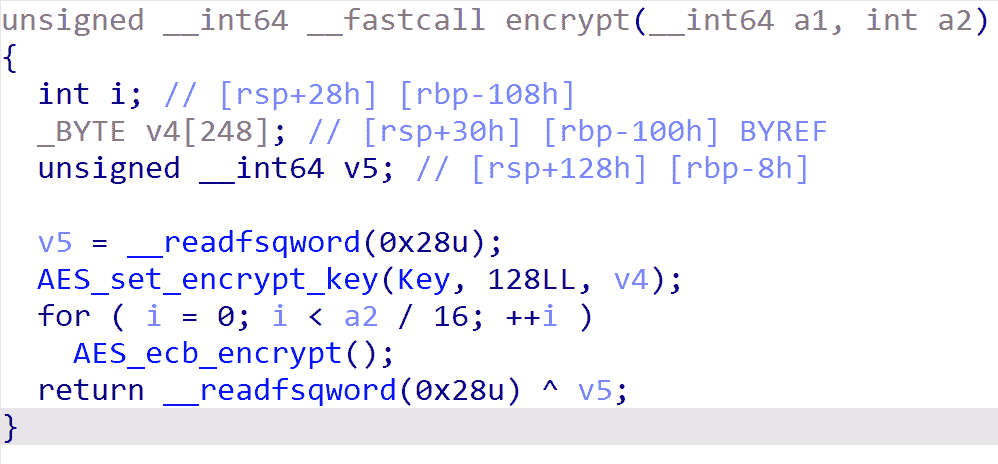 unsigned __int64 __fastcall encrypt(__int64 a1, int a2)
{
  int i; // [rsp+28h] [rbp-108h]
  _BYTE v4[248]; // [rsp+30h] [rbp-100h] BYREF
  unsigned __int64 v5; // [rsp+128h] [rbp-8h]

  v5 = __readfsqword(0x28u);
  AES_set_encrypt_key(Key, 128LL, v4);
  for ( i = 0; i < a2 / 16; ++i )
    AES_ecb_encrypt();
  return __readfsqword(0x28u) ^ v5;
}